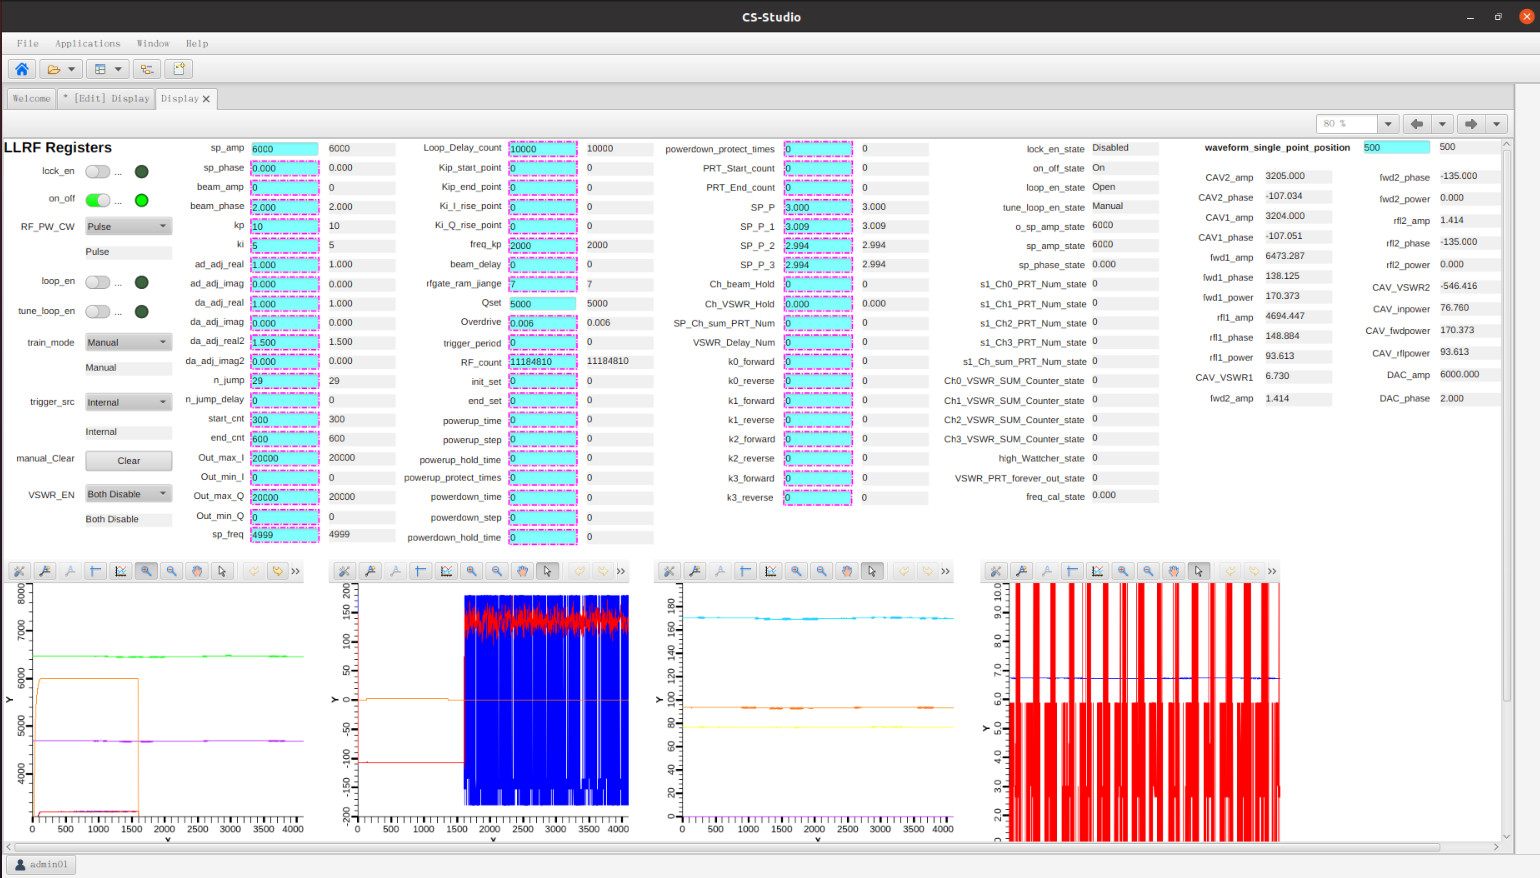 CS-Studio
File Applications Window Help
Welcome * [Edit] Display Display
80 %
LLRF Registers
lock_en ...
on_off ...
RF_PW_CW Pulse
Pulse
loop_en ...
tune_loop_en ...
train_mode Manual
Manual
trigger_src Internal
Internal
manual_Clear Clear
VSWR_EN Both Disable
Both Disable
sp_amp 6000 6000
sp_phase 0.000 0.000
beam_amp 0 0
beam_phase 2.000 2.000
kp 10 10
ki 5 5
ad_adj_real 1.000 1.000
ad_adj_imag 0.000 0.000
da_adj_real 1.000 1.000
da_adj_imag 0.000 0.000
da_adj_real2 1.500 1.500
da_adj_imag2 0.000 0.000
n_jump 29 29
n_jump_delay 0 0
start_cnt 300 300
end_cnt 600 600
Out_max_I 20000 20000
Out_min_I 0 0
Out_max_Q 20000 20000
Out_min_Q 0 0
sp_freq 4999 4999
Loop_Delay_count 10000 10000
Kip_start_point 0 0
Kip_end_point 0 0
Ki_I_rise_point 0 0
Ki_Q_rise_point 0 0
freq_kp 2000 2000
beam_delay 0 0
rfgate_ram_jiange 7 7
Qset 5000 5000
Overdrive 0.006 0.006
trigger_period 0 0
RF_count 11184810 11184810
init_set 0 0
end_set 0 0
powerup_time 0 0
powerup_step 0 0
powerup_hold_time 0 0
powerup_protect_times 0 0
powerdown_time 0 0
powerdown_step 0 0
powerdown_hold_time 0 0
powerdown_protect_times 0 0
PRT_Start_count 0 0
PRT_End_count 0 0
SP_P 3.000 3.000
SP_P_1 3.009 3.009
SP_P_2 2.994 2.994
SP_P_3 2.994 2.994
Ch_beam_Hold 0 0
Ch_VSWR_Hold 0.000 0.000
SP_Ch_sum_PRT_Num 0 0
VSWR_Delay_Num 0 0
k0_forward 0 0
k0_reverse 0 0
k1_forward 0 0
k1_reverse 0 0
k2_forward 0 0
k2_reverse 0 0
k3_forward 0 0
k3_reverse 0 0
lock_en_state Disabled
on_off_state On
loop_en_state Open
tune_loop_en_state Manual
o_sp_amp_state 6000
sp_amp_state 6000
sp_phase_state 0.000
s1_Ch0_PRT_Num_state 0
s1_Ch1_PRT_Num_state 0
s1_Ch2_PRT_Num_state 0
s1_Ch3_PRT_Num_state 0
s1_Ch_sum_PRT_Num_state 0
Ch0_VSWR_SUM_Counter_state 0
Ch1_VSWR_SUM_Counter_state 0
Ch2_VSWR_SUM_Counter_state 0
Ch3_VSWR_SUM_Counter_state 0
high_Wattcher_state 0
VSWR_PRT_forever_out_state 0
freq_cal_state 0.000
waveform_single_point_position 500 500
CAV2_amp 3205.000
CAV2_phase -107.034
CAV1_amp 3204.000
CAV1_phase -107.051
fwd1_amp 6473.287
fwd1_phase 138.125
fwd1_power 170.373
rfl1_amp 4694.447
rfl1_phase 148.884
rfl1_power 93.613
CAV_VSWR1 6.730
fwd2_amp 1.414
fwd2_phase -135.000
fwd2_power 0.000
rfl2_amp 1.414
rfl2_phase -135.000
rfl2_power 0.000
CAV_VSWR2 -546.416
CAV_inpower 76.760
CAV_fwdpower 170.373
CAV_rflpower 93.613
DAC_amp 6000.000
DAC_phase 2.000
8000
7000
6000
5000
4000
Y
0 500 1000 1500 2000 2500 3000 3500 4000
X
200
150
100
50
0
-50
-100
-150
-200
Y
0 500 1000 1500 2000 2500 3000 3500 4000
X
180
160
140
120
100
80
60
40
20
0
Y
0 500 1000 1500 2000 2500 3000 3500 4000
X
9.0
8.0
7.0
6.0
5.0
4.0
3.0
2.0
Y
admin01